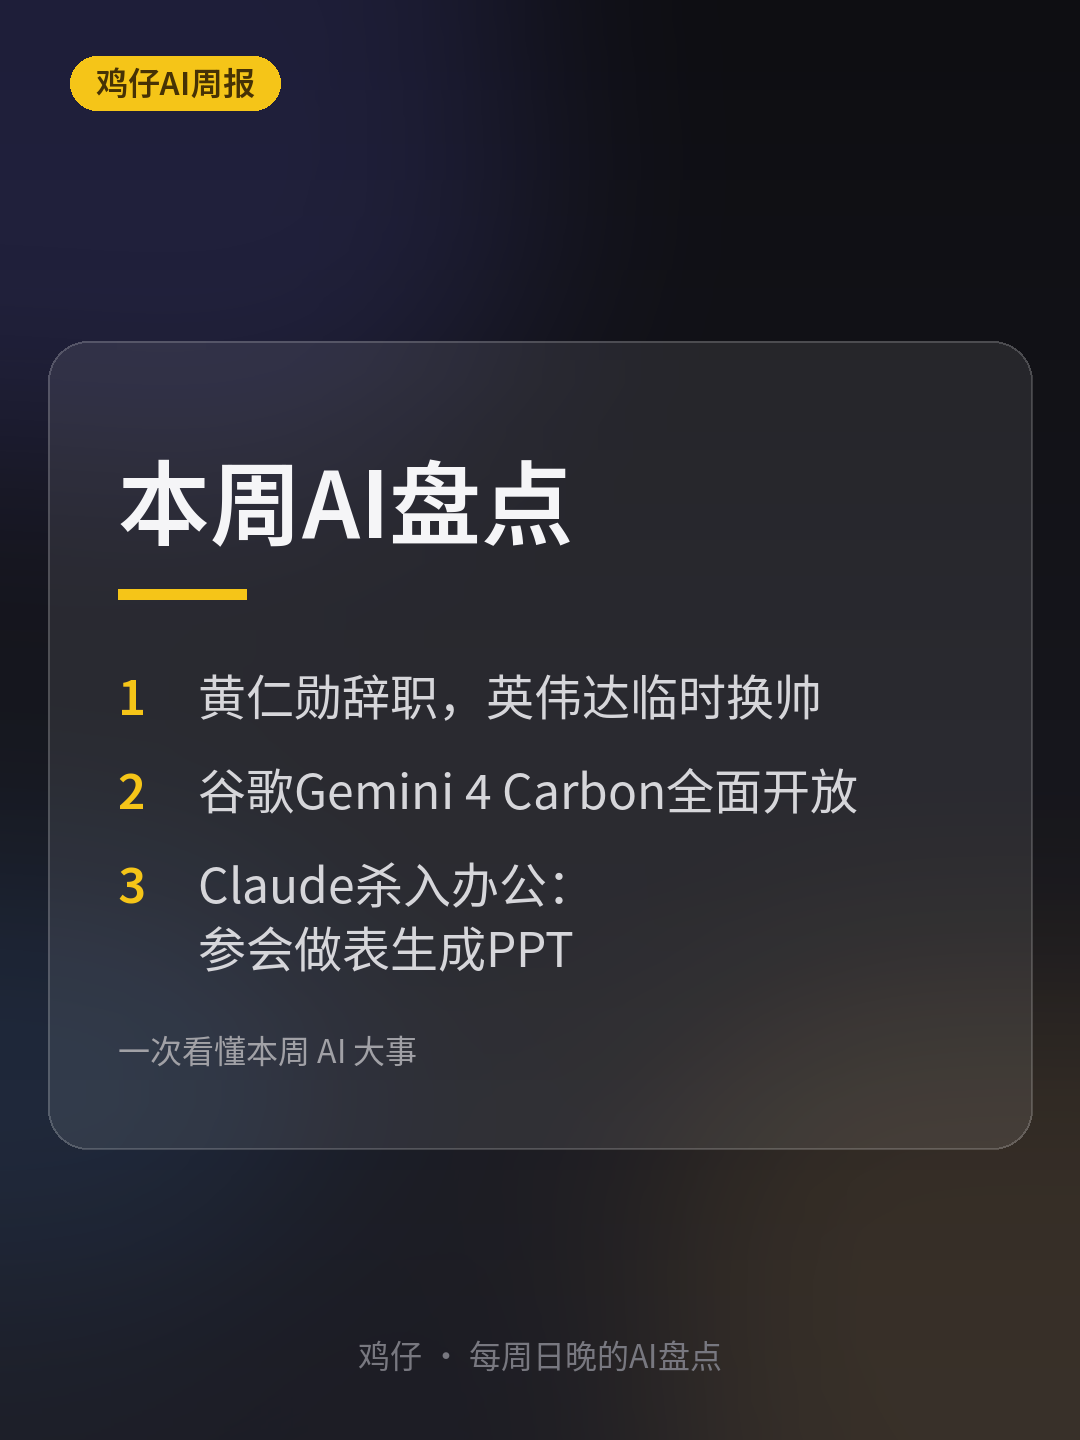 鸡仔AI周报
本周AI盘点
1 黄仁勋辞职，英伟达临时换帅
2 谷歌Gemini 4 Carbon全面开放
3 Claude杀入办公：
参会做表生成PPT
一次看懂本周 AI 大事
鸡仔 · 每周日晚的AI盘点